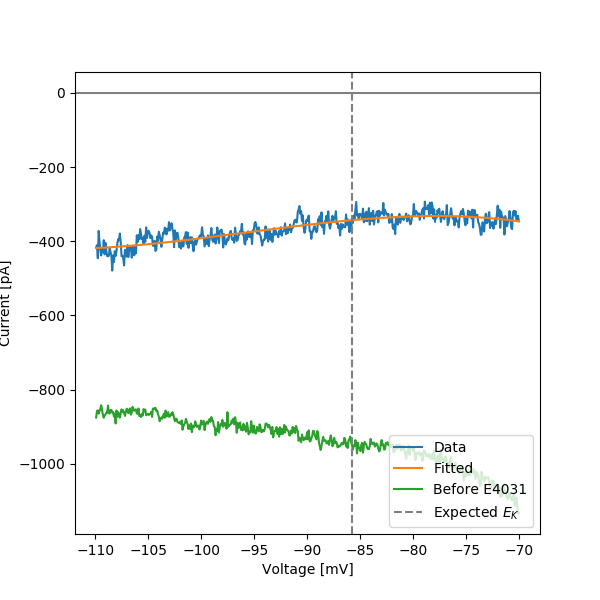 0
−200
−400
−600
−800
−1000
Current [pA]
−110
−105
−100
−95
−90
−85
−80
−75
−70
Voltage [mV]
Data
Fitted
Before E4031
Expected E_K